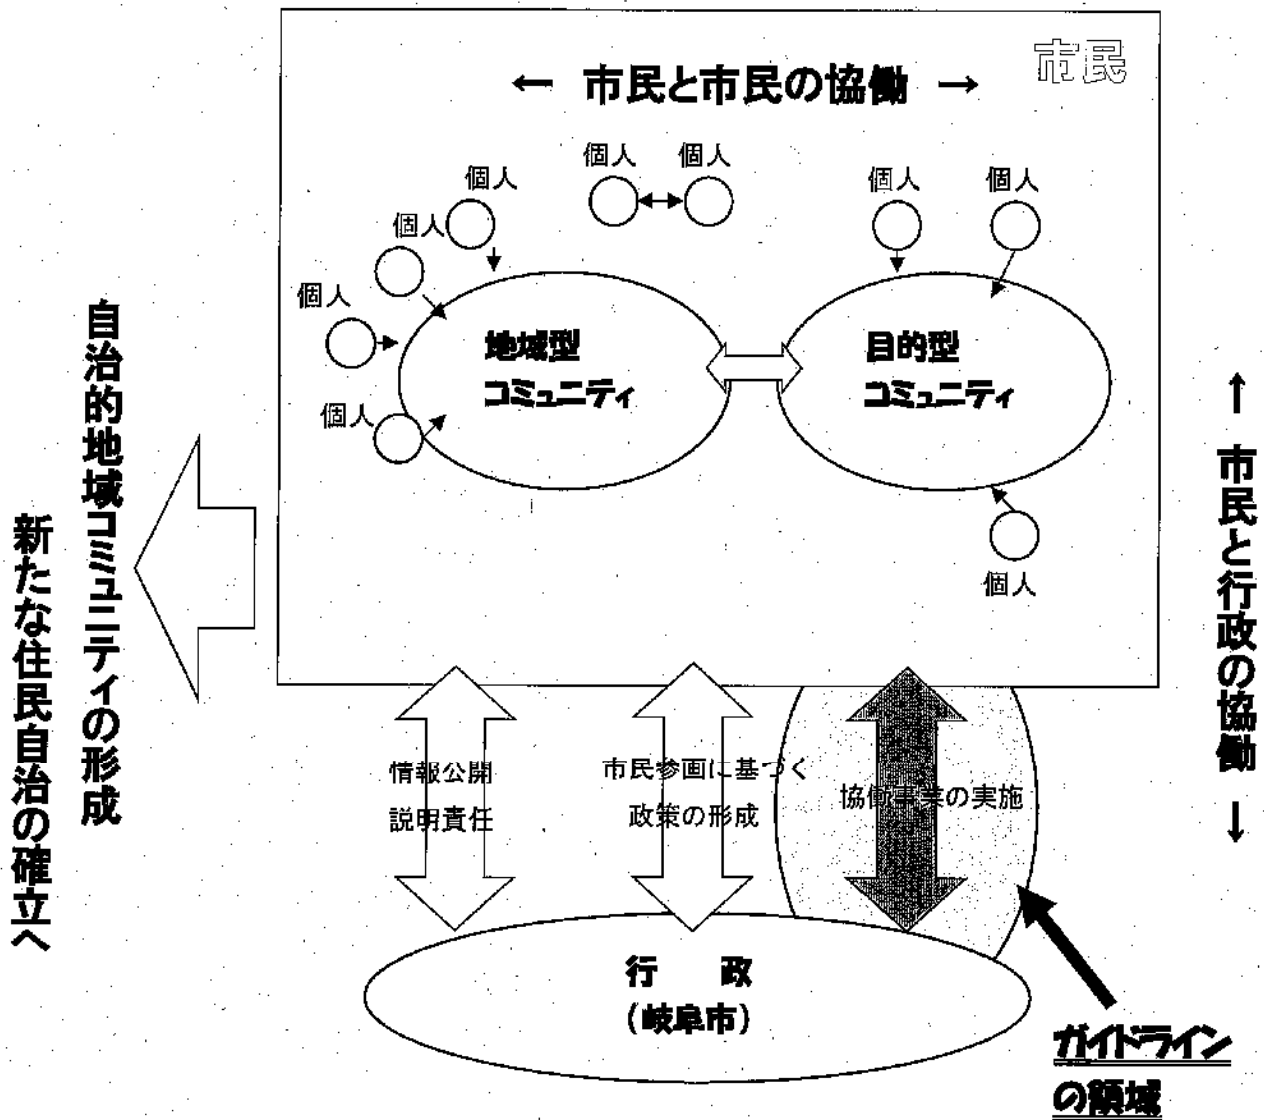 市民
← 市民と市民の協働 →
個人
個人
個人
個人
個人
個人
個人
個人
地域型
コミュニティ
目的型
コミュニティ
個人
自治的地域コミュニティの形成
新たな住民自治の確立へ
← 市民と行政の協働 →
情報公開
説明責任
市民参画に基づく
政策の形成
協働事業の実施
行 政
（岐阜市）
ガイドライン
の領域